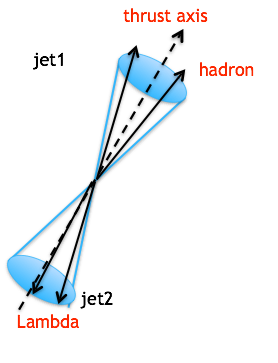 thrust axis
jet1
hadron
jet2
Lambda